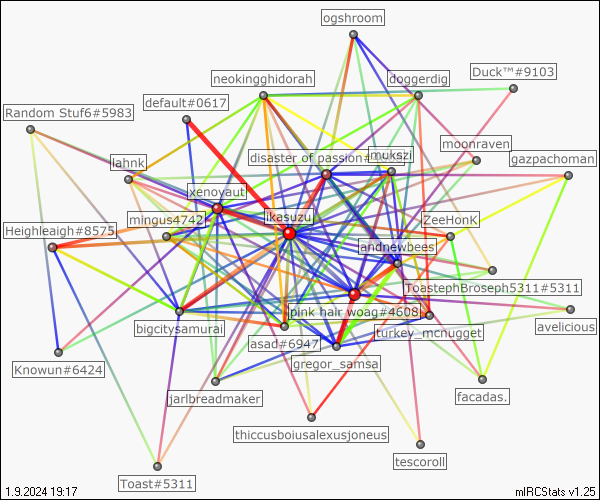 ogshroom
neokingghidorah
doggerdig
Duck™#9103
default#0617
Random Stuf6#5983
moonraven
disaster of passion#
mukszi
gazpachoman
iahnk
xenoyaut
ikasuzu
mingus4742
ZeeHonK
Heighleaigh#8575
andnewbees
ToastephBroseph5311#5311
pink hair woag#4608
bigcitysamurai
turkey_mcnugget
avelicious
asad#6947
gregor_samsa
Knowun#6424
jarlbreadmaker
facadas.
thiccusboiusalexusjoneus
tescoroll
Toast#5311
1.9.2024 19:17
mIRCStats v1.25